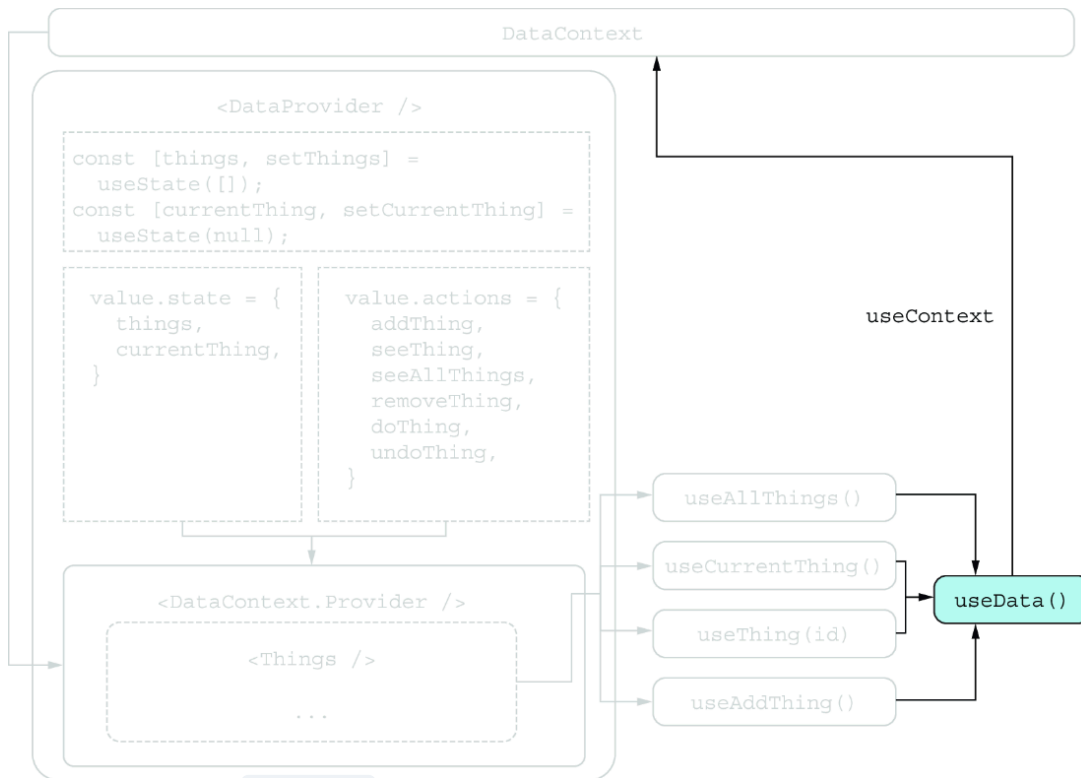 DataContext
<DataProvider />
const [things, setThings] =
useState([]);
const [currentThing, setCurrentThing] =
useState(null);
value.state = {
things,
currentThing,
}
value.actions = {
addThing,
seeThing,
seeAllThings,
removeThing,
doThing,
undoThing,
}
<DataContext.Provider />
<Things />
...
useAllThings()
useCurrentThing()
useThing(id)
useAddThing()
useContext
useData()